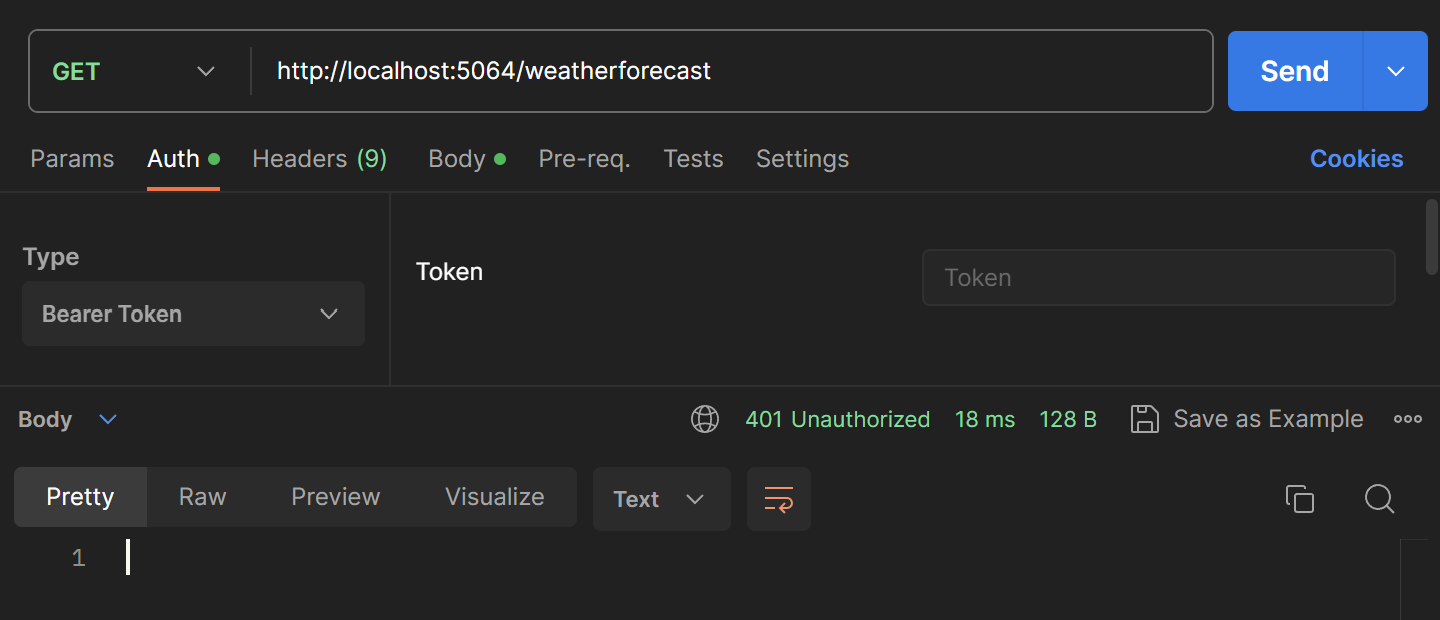 GET http://localhost:5064/weatherforecast Send
Params Auth Headers (9) Body Pre-req. Tests Settings Cookies
Type
Bearer Token
Token Token
Body 401 Unauthorized 18 ms 128 B Save as Example
Pretty Raw Preview Visualize Text
1